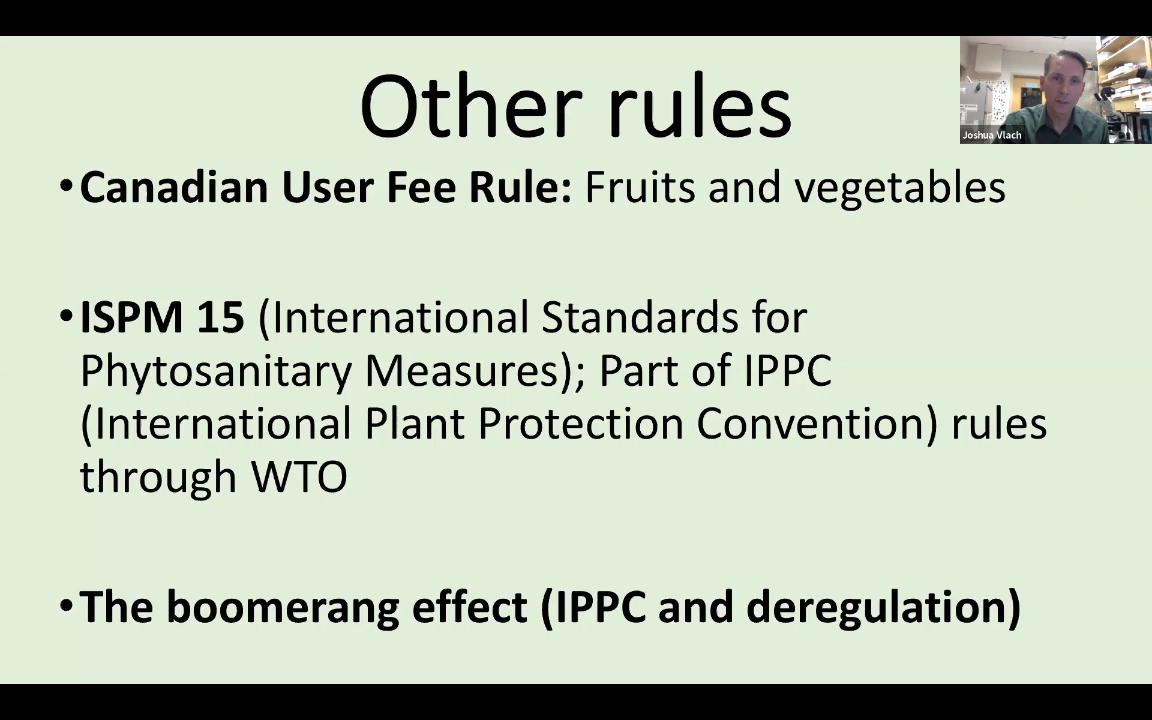 Other rules
Joshua Vlach
•Canadian User Fee Rule: Fruits and vegetables
•ISPM 15 (International Standards for
Phytosanitary Measures); Part of IPPC
(International Plant Protection Convention) rules
through WTO
•The boomerang effect (IPPC and deregulation)